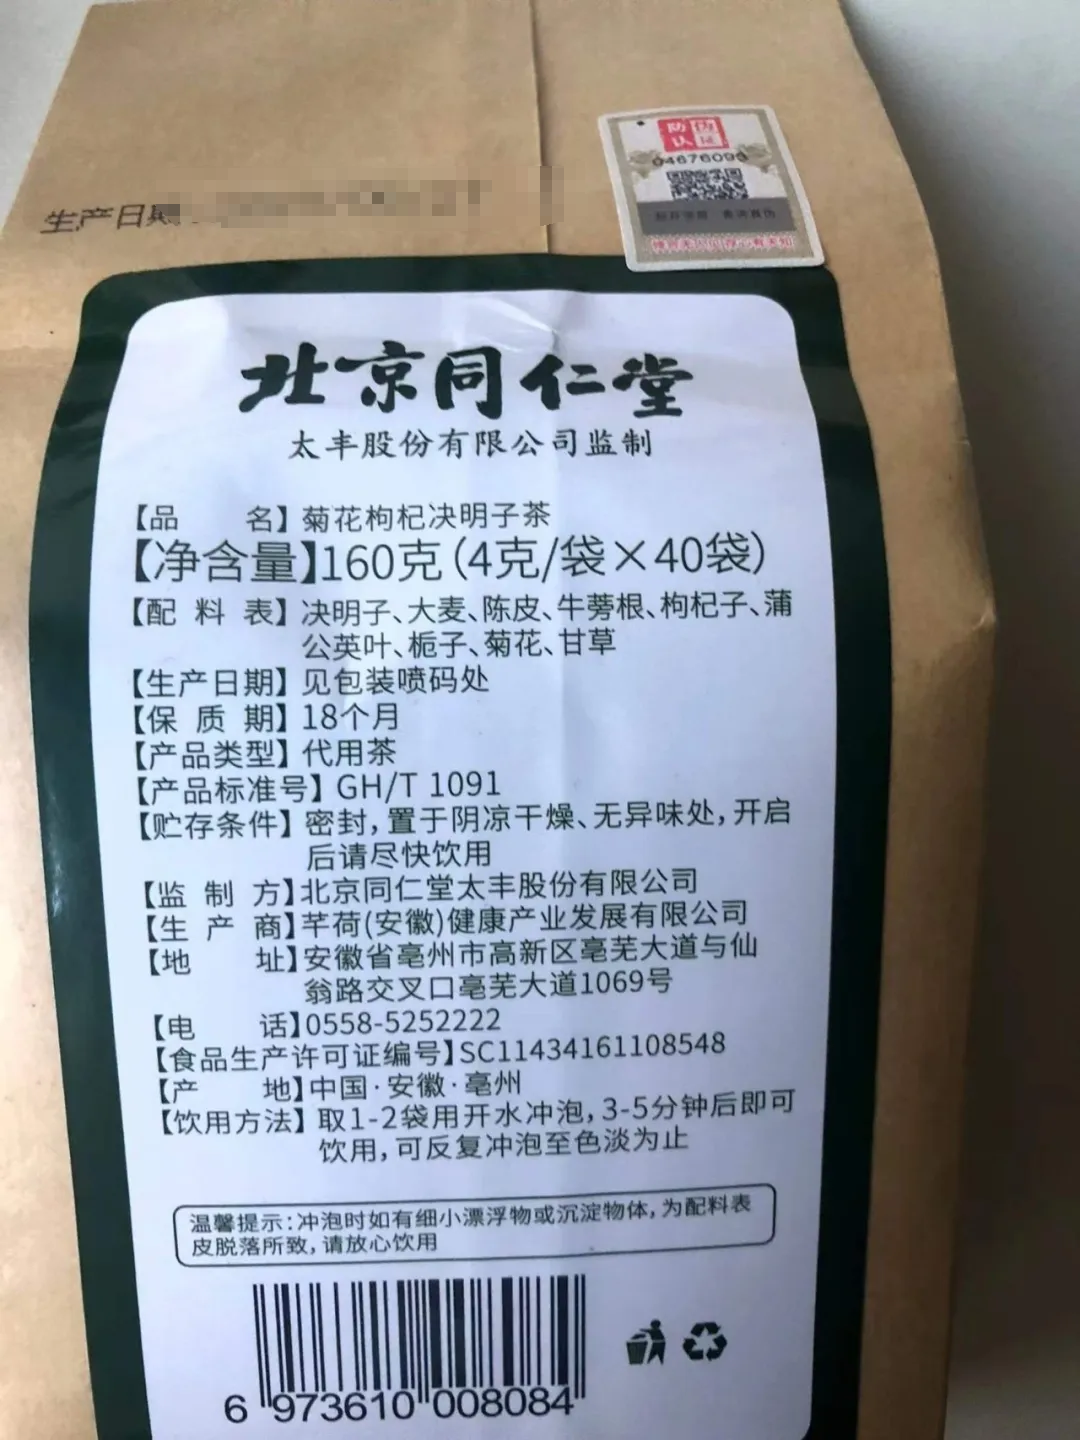 生产日期
防伪
认证
04676093
北京同仁堂
太丰股份有限公司监制
【品 名】菊花枸杞决明子茶
【净含量】160克(4克/袋×40袋)
【配 料 表】决明子、大麦、陈皮、牛蒡根、枸杞子、蒲
公英叶、栀子、菊花、甘草
【生产日期】见包装喷码处
【保 质 期】18个月
【产品类型】代用茶
【产品标准号】GH/T 1091
【贮存条件】密封,置于阴凉干燥、无异味处,开启
后请尽快饮用
【监 制 方】北京同仁堂太丰股份有限公司
【生 产 商】芊荷(安徽)健康产业发展有限公司
【地 址】安徽省亳州市高新区亳芜大道与仙
翁路交叉口亳芜大道1069号
【电 话】0558-5252222
【食品生产许可证编号】SC11434161108548
【产 地】中国·安徽·亳州
【饮用方法】取1-2袋用开水冲泡,3-5分钟后即可
饮用,可反复冲泡至色淡为止
温馨提示:冲泡时如有细小漂浮物或沉淀物体,为配料表
皮脱落所致,请放心饮用
6 973610 008084